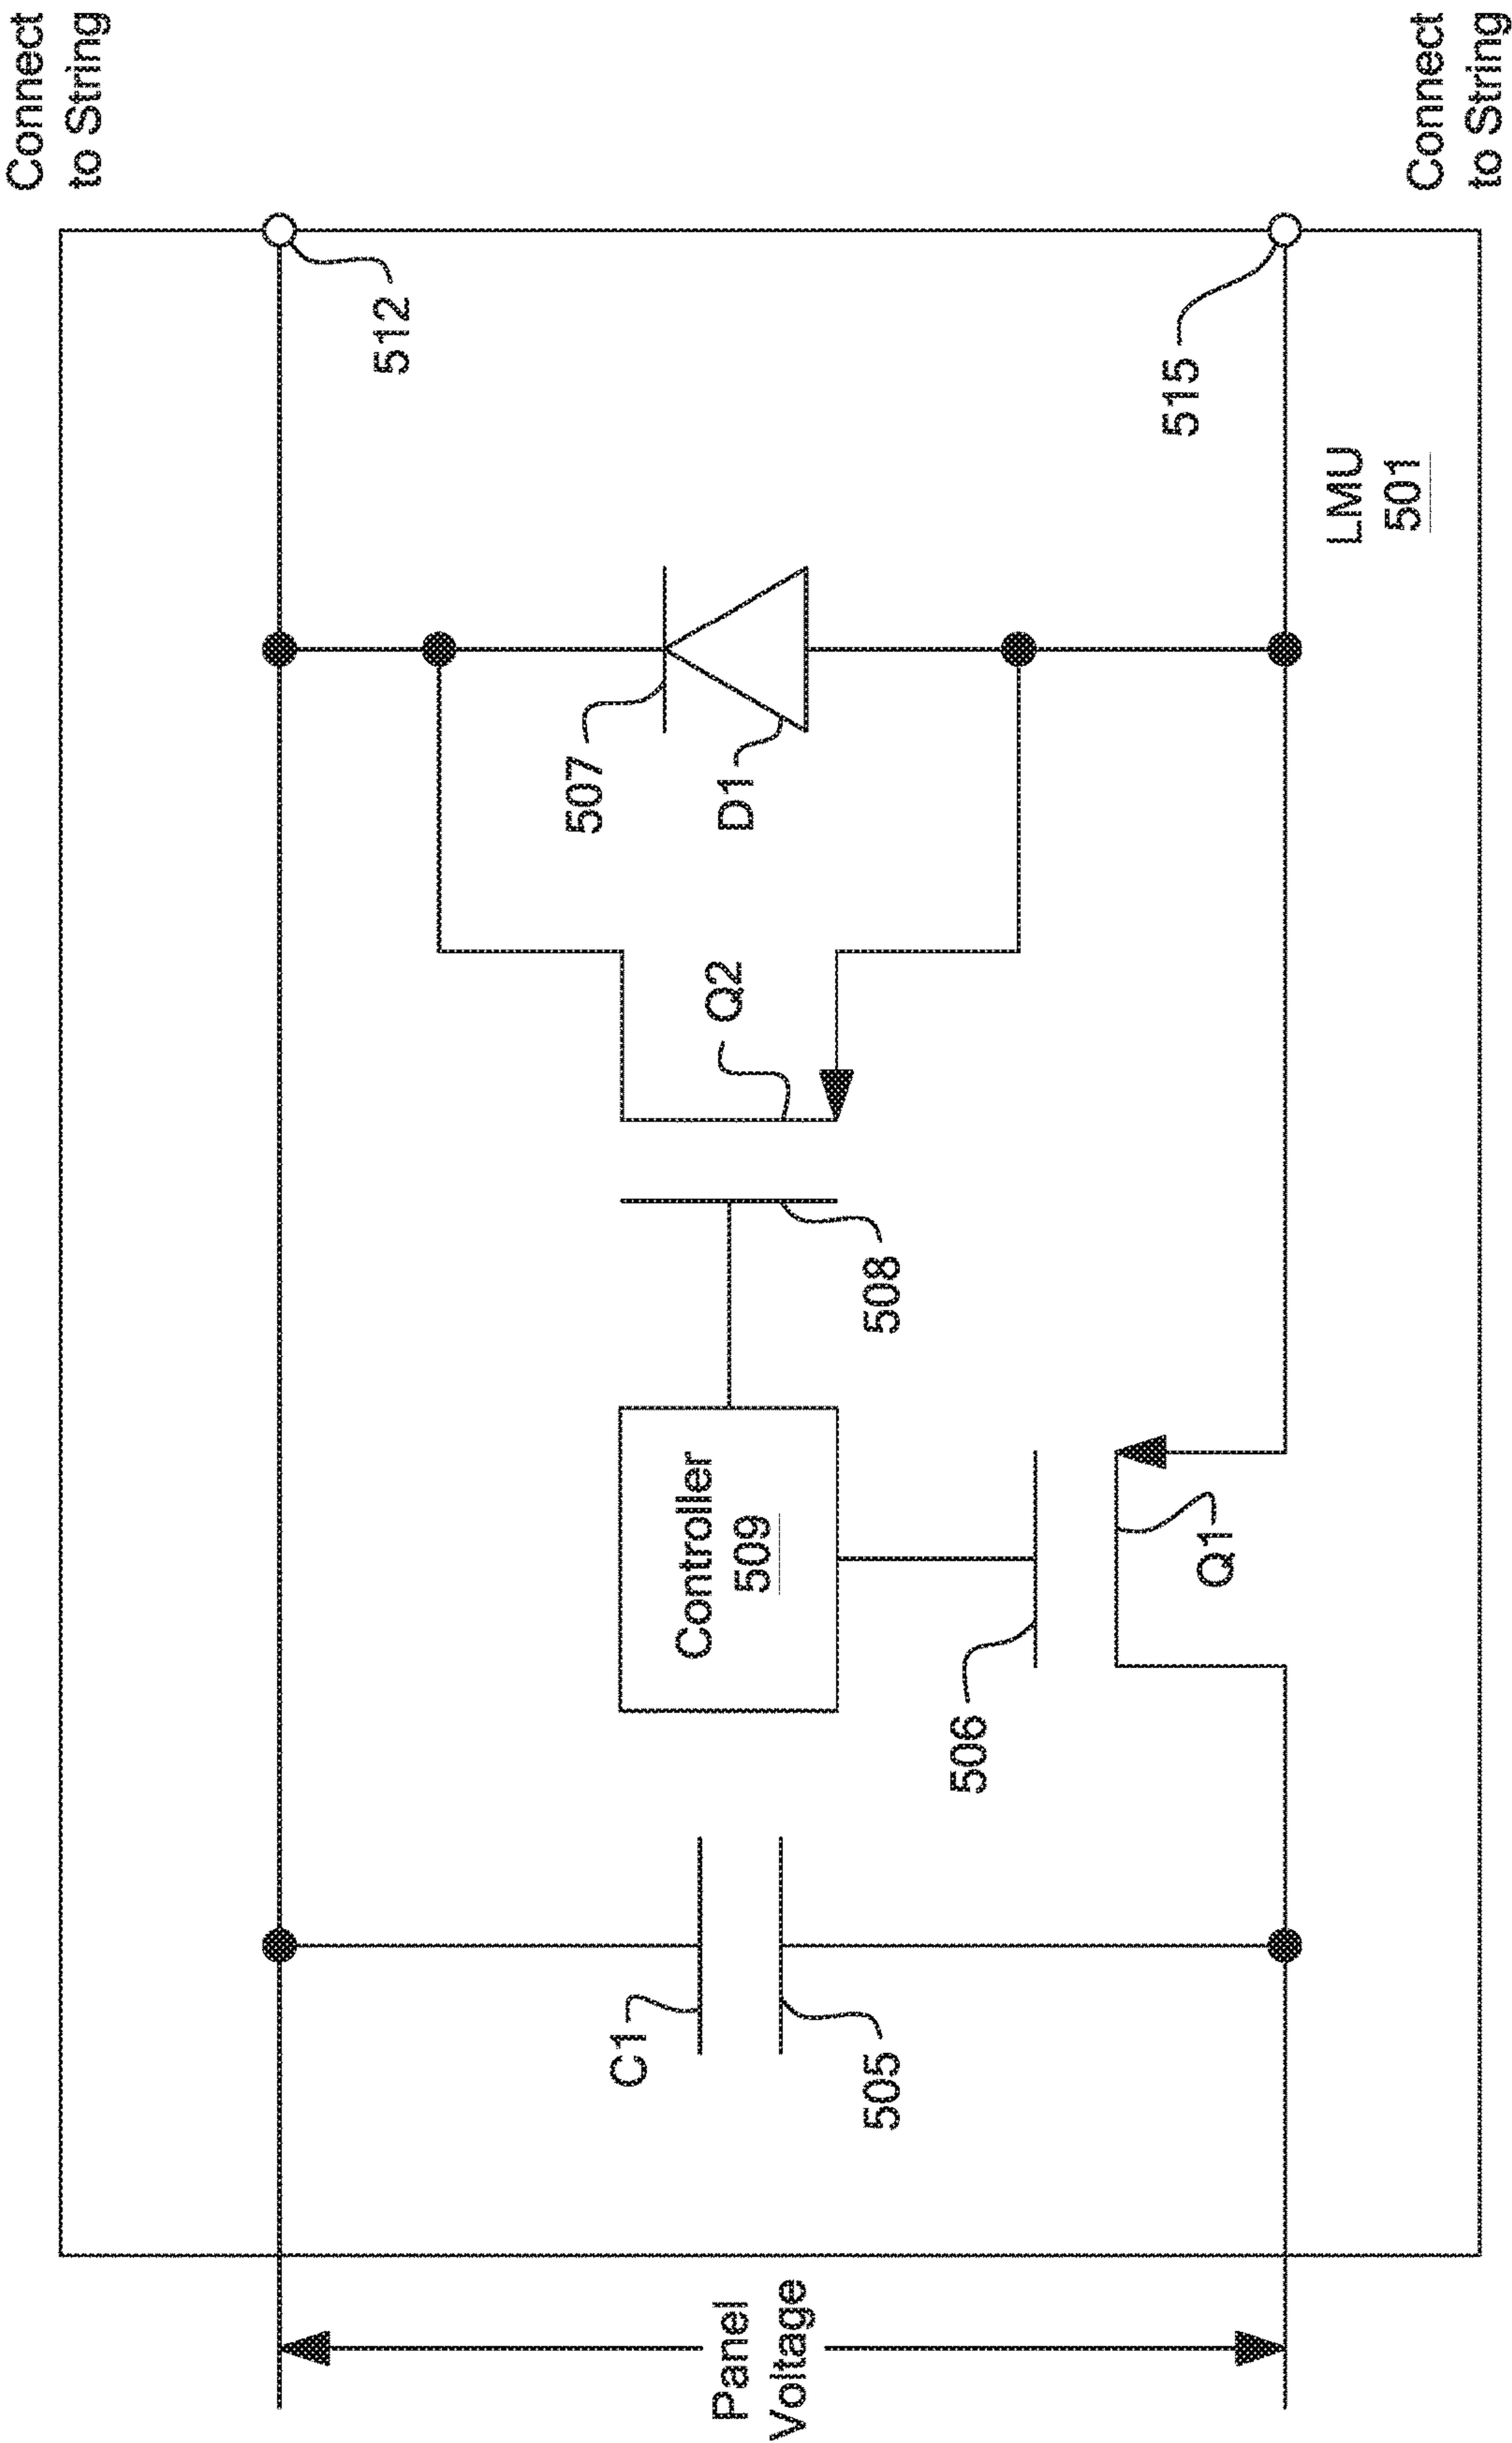 Connect
to String
512
507
D1
Q2
508
Controller
509
506
Q1
C1
505
Panel
Voltage
LMU
501
515
Connect
to String